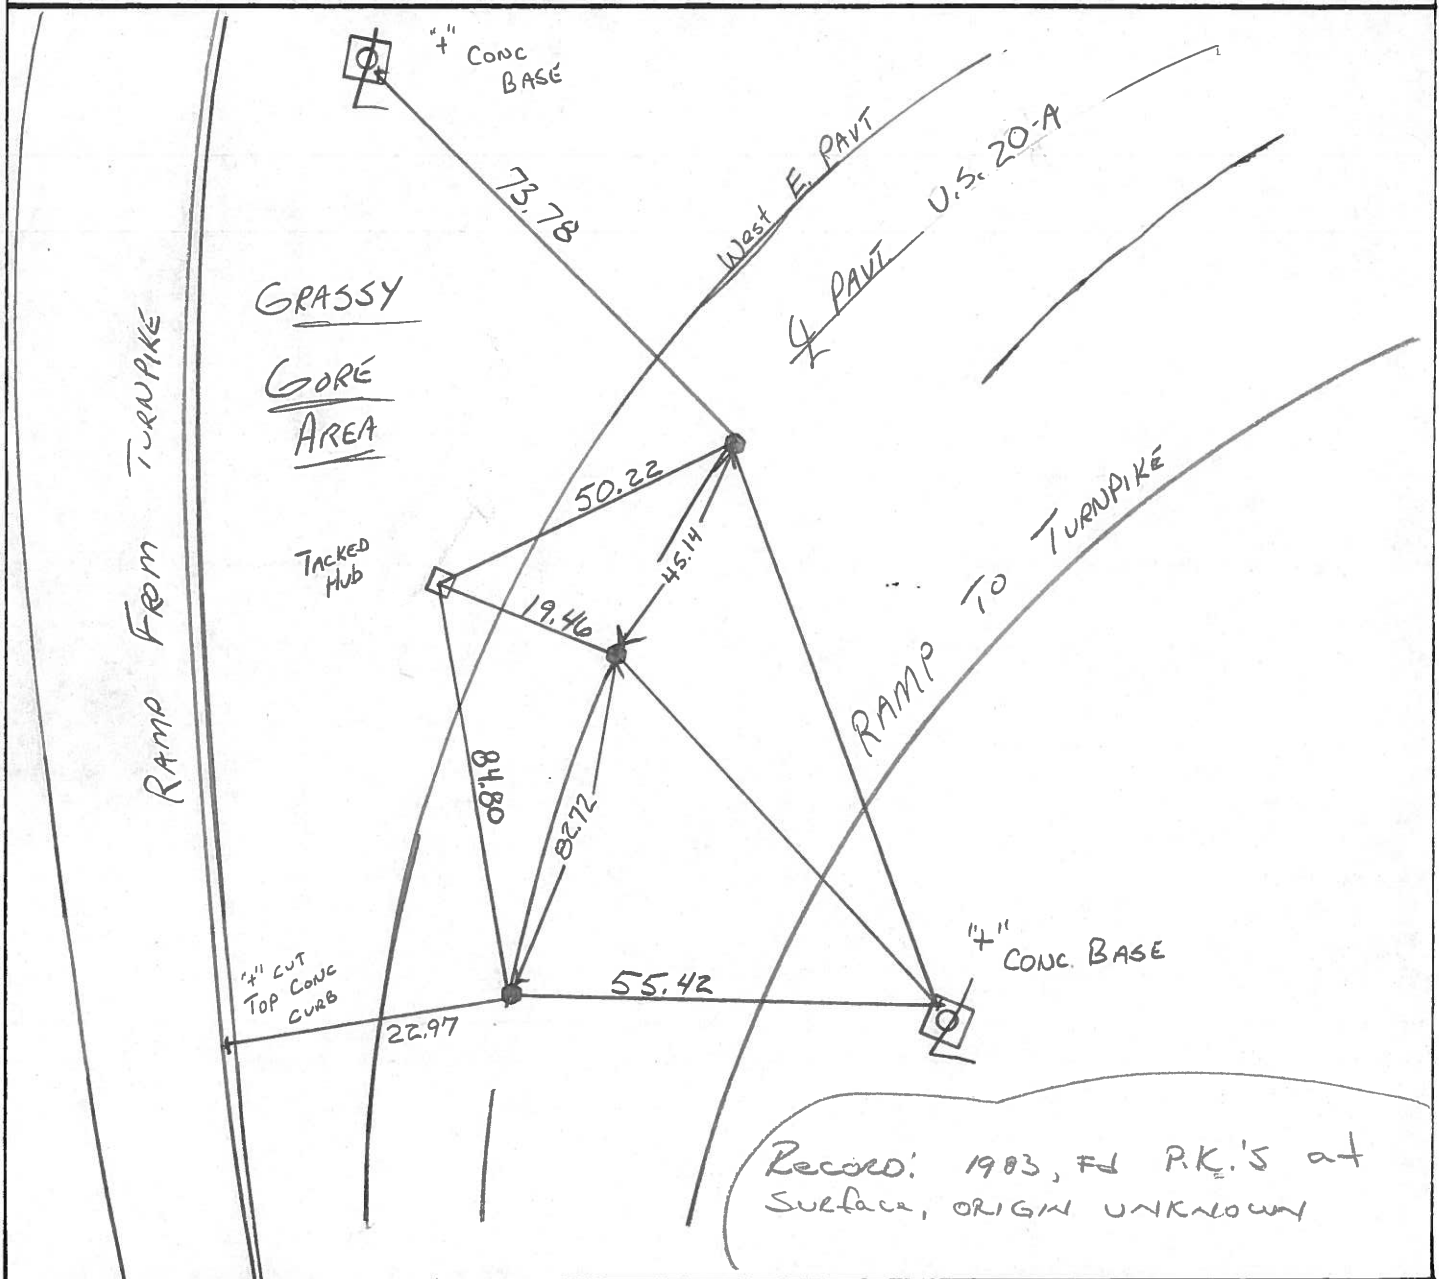 "+" CONC
BASE
73.78
West E. PAVT
℄ PAVT. U.S. 20-A
GRASSY
GORE
AREA
RAMP FROM TURNPIKE
50.22
45.14
TACKED
HUB
19.46
RAMP TO TURNPIKE
84.80
82.72
"+" CUT
TOP CONC
CURB
22.97
55.42
"+"
CONC. BASE
Record: 1983, Fd P.K.'S at
Surface, ORIGIN UNKNOWN